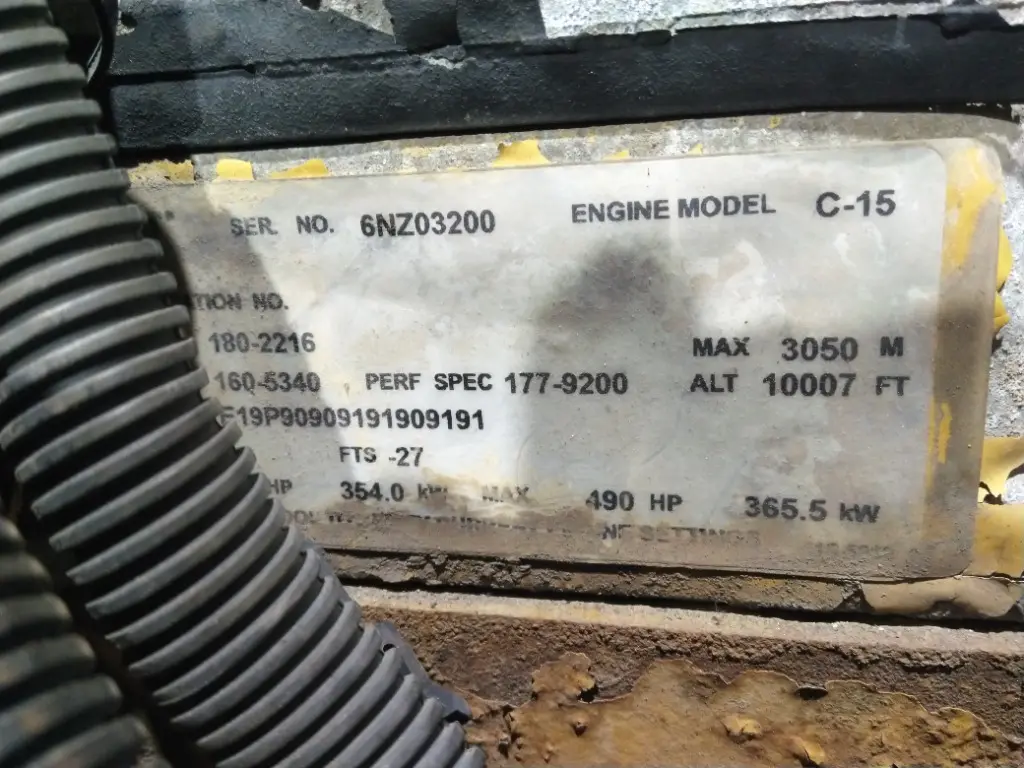 SER. NO. 6NZ03200 ENGINE MODEL C-15
TION NO.
180-2216 MAX 3050 M
160-5340 PERF SPEC 177-9200 ALT 10007 FT
F19P90909191909191
FTS -27
HP 354.0 kW MAX 490 HP 365.5 kW
SETTINGS